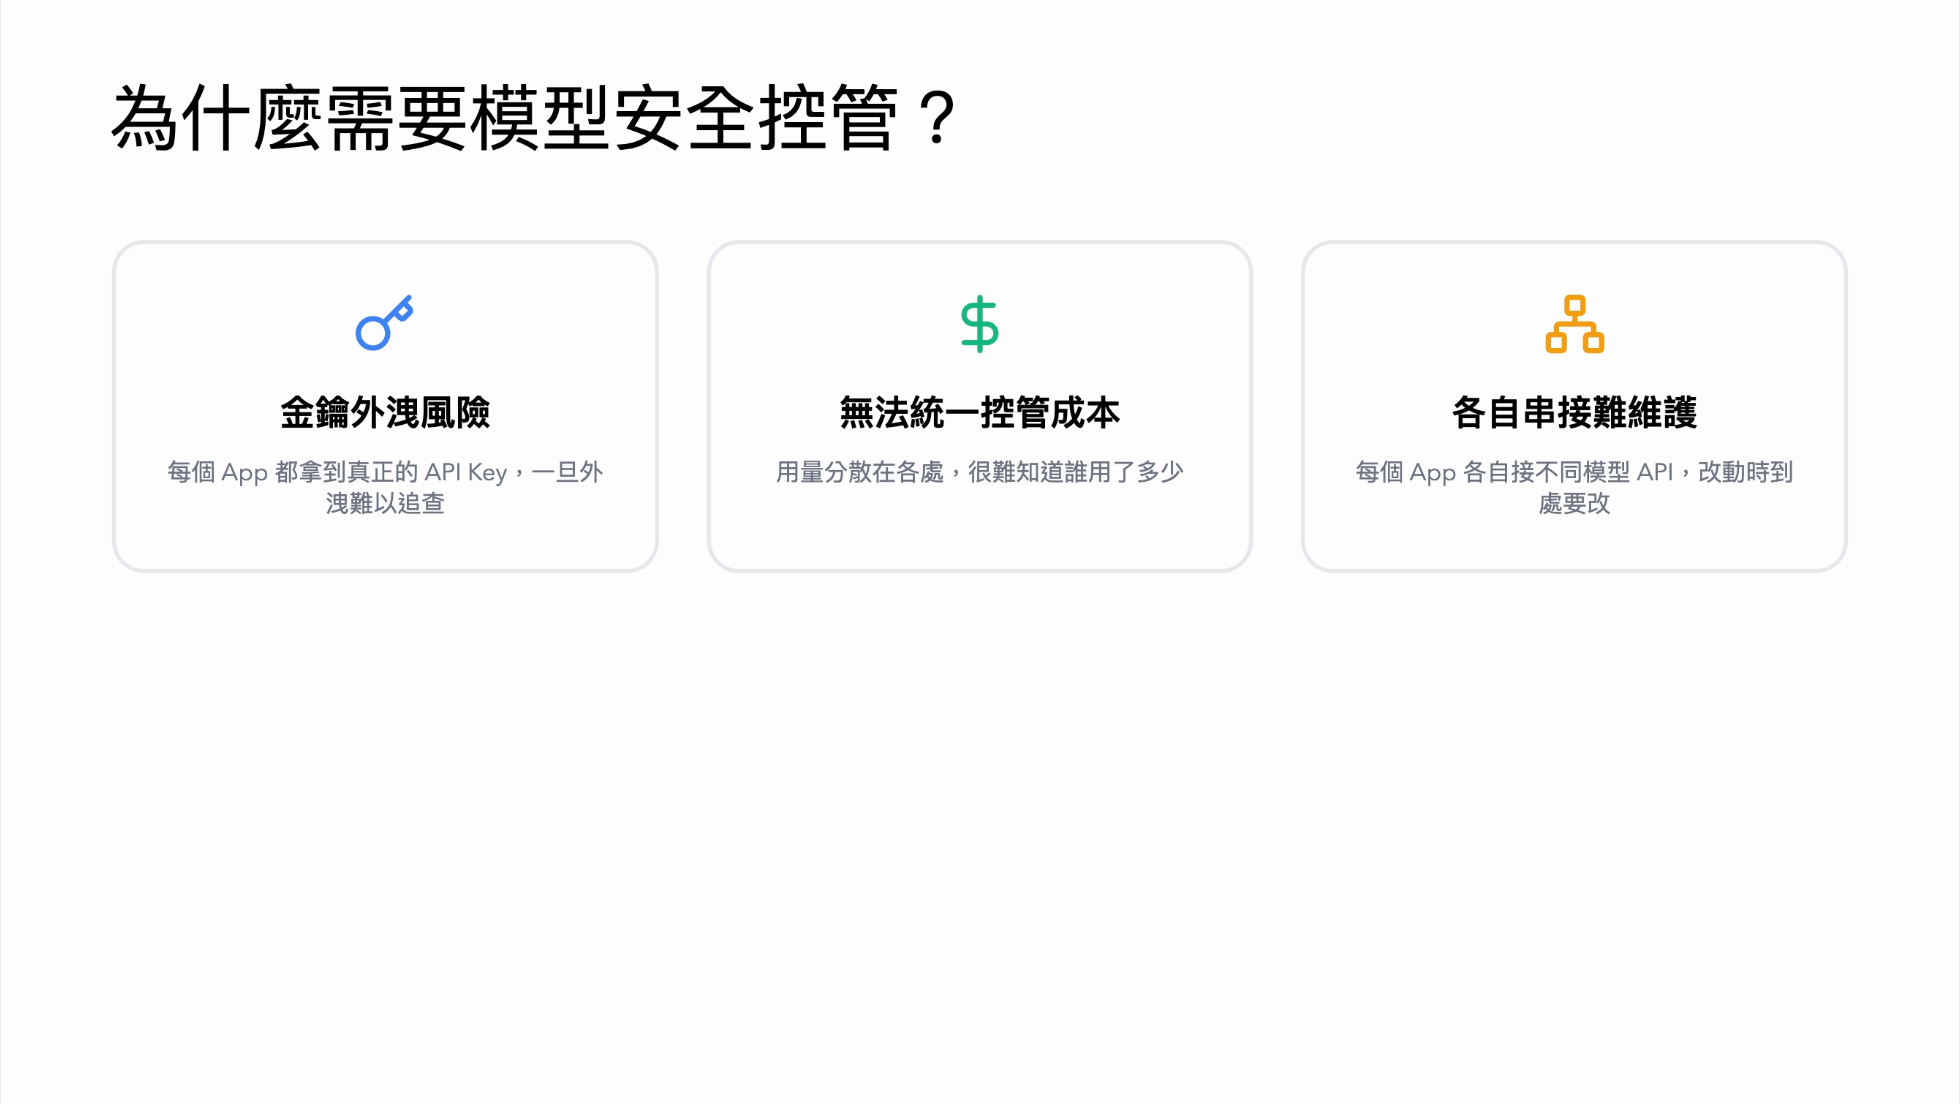 為什麼需要模型安全控管？
金鑰外洩風險
每個 App 都拿到真正的 API Key，一旦外
洩難以追查
無法統一控管成本
用量分散在各處，很難知道誰用了多少
各自串接難維護
每個 App 各自接不同模型 API，改動時到
處要改